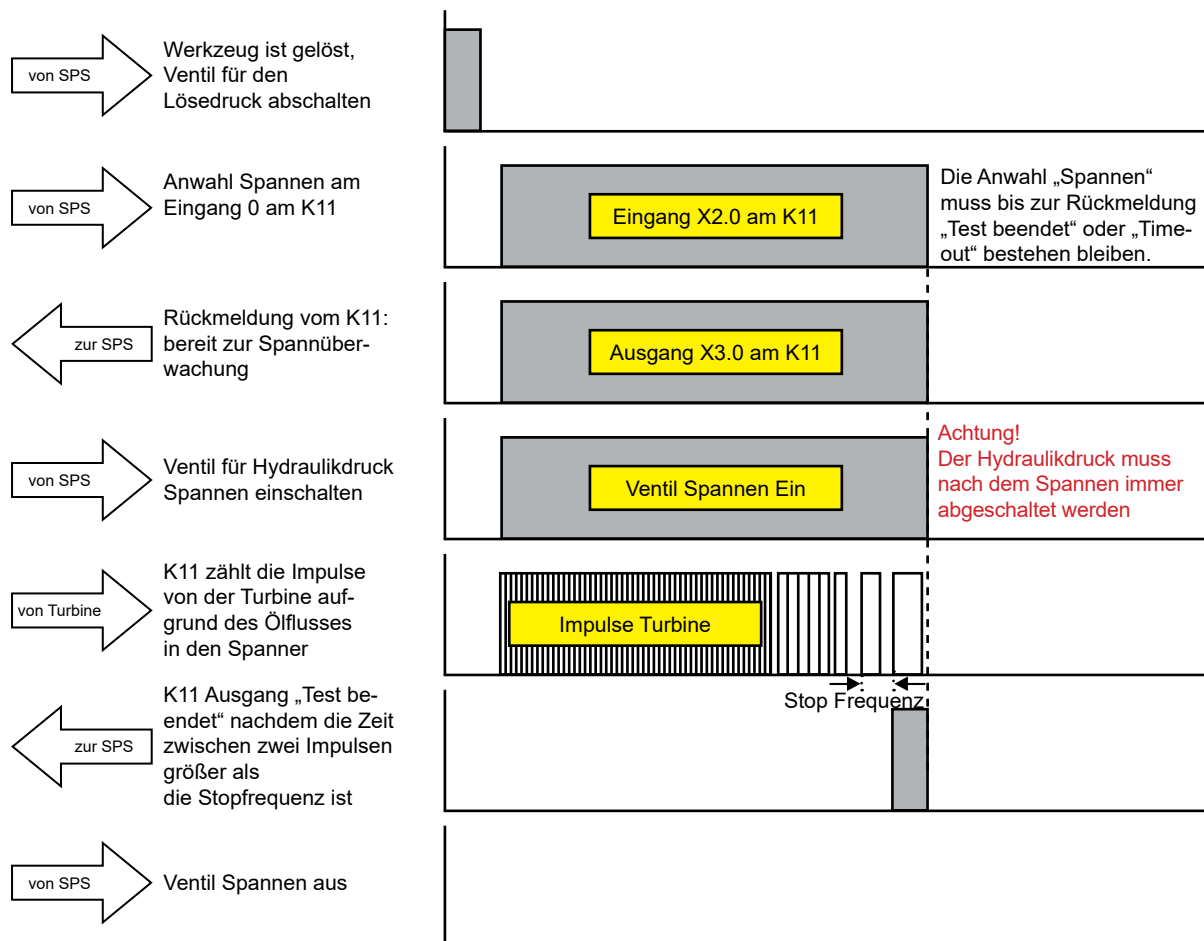 von SPS
Werkzeug ist gelöst,
Ventil für den
Lösedruck abschalten
von SPS
Anwahl Spannen am
Eingang 0 am K11
Eingang X2.0 am K11
Die Anwahl „Spannen“
muss bis zur Rückmeldung
„Test beendet“ oder „Time-
out“ bestehen bleiben.
zur SPS
Rückmeldung vom K11:
bereit zur Spannüber-
wachung
Ausgang X3.0 am K11
von SPS
Ventil für Hydraulikdruck
Spannen einschalten
Ventil Spannen Ein
Achtung!
Der Hydraulikdruck muss
nach dem Spannen immer
abgeschaltet werden
von Turbine
K11 zählt die Impulse
von der Turbine auf-
grund des Ölflusses
in den Spanner
Impulse Turbine
Stop Frequenz
zur SPS
K11 Ausgang „Test be-
endet“ nachdem die Zeit
zwischen zwei Impulsen
größer als
die Stopfrequenz ist
von SPS
Ventil Spannen aus